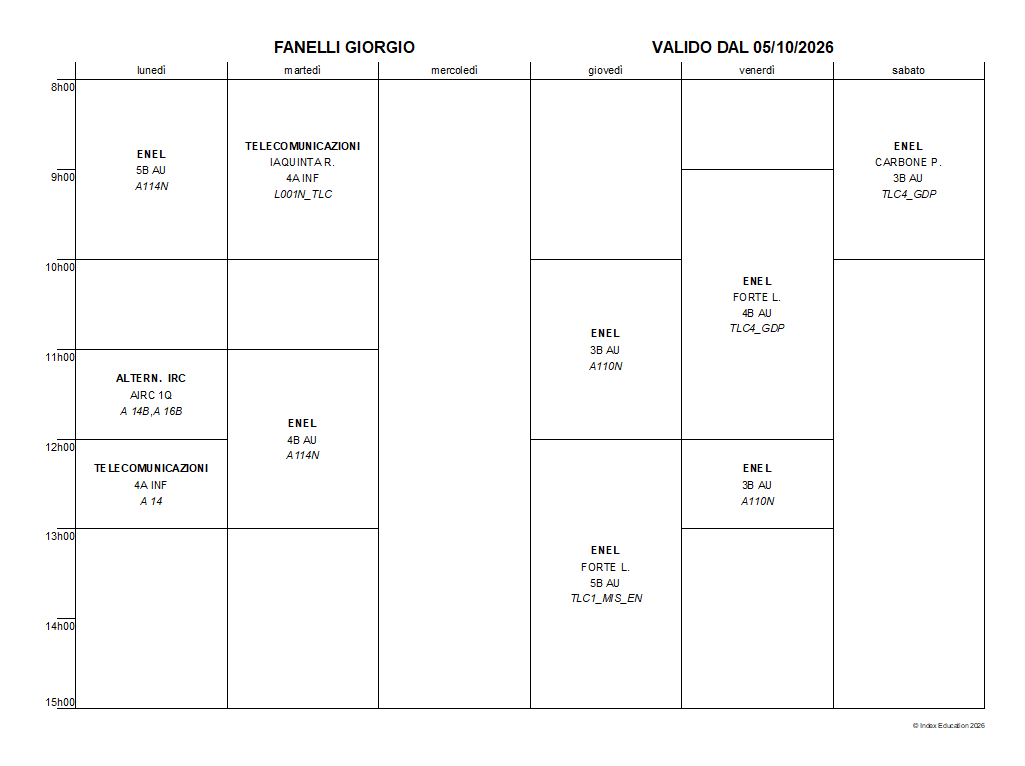 FANELLI GIORGIO
VALIDO DAL 05/10/2026
lunedì martedì mercoledì giovedì venerdì sabato
8h00
9h00
10h00
11h00
12h00
13h00
14h00
15h00
ENEL
5B AU
A114N
ALTERN. IRC
AIRC 1Q
A 14B,A 16B
TELECOMUNICAZIONI
4A INF
A 14
TELECOMUNICAZIONI
IAQUINTA R.
4A INF
L001N_TLC
ENEL
4B AU
A114N
ENEL
3B AU
A110N
ENEL
FORTE L.
5B AU
TLC1_MIS_EN
ENEL
FORTE L.
4B AU
TLC4_GDP
ENEL
3B AU
A110N
ENEL
CARBONE P.
3B AU
TLC4_GDP
© Index Education 2026